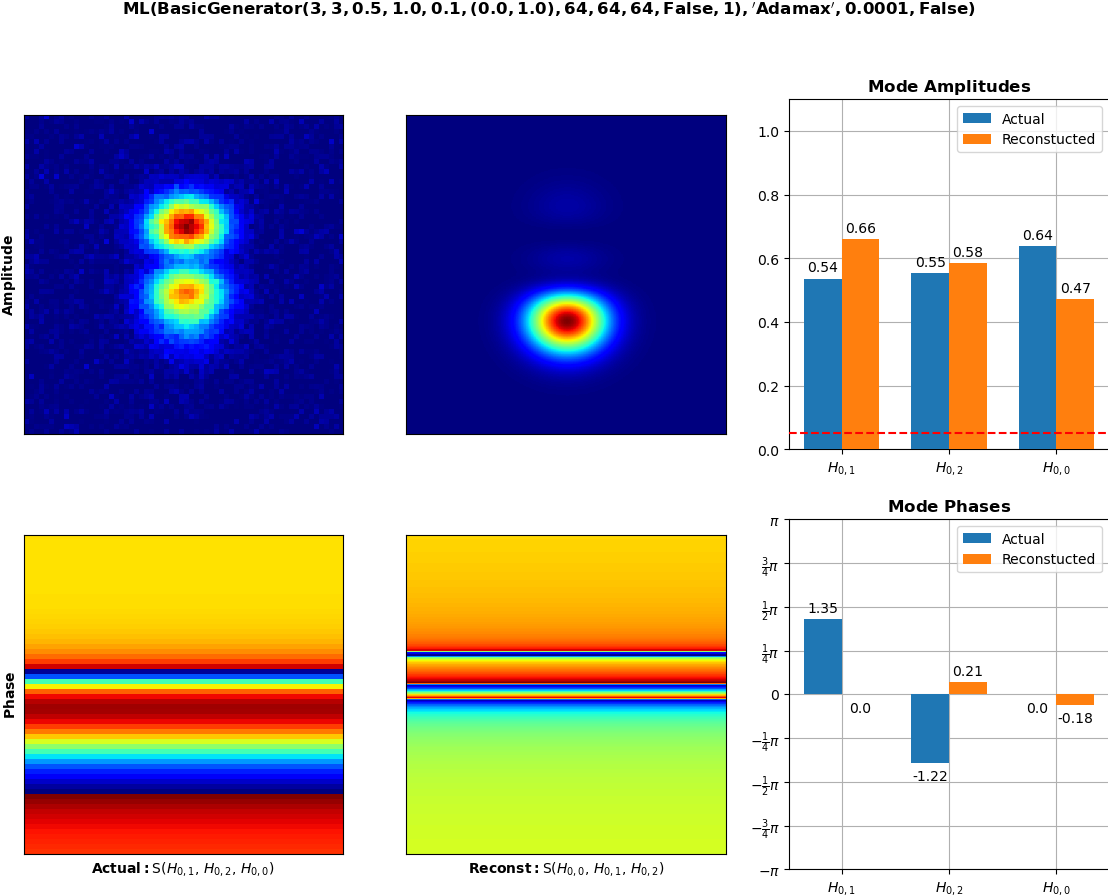 ML(BasicGenerator(3, 3, 0.5, 1.0, 0.1, (0.0, 1.0), 64, 64, 64, False, 1), 'Adamax', 0.0001, False)
Amplitude
Mode Amplitudes
Actual
Reconstucted
1.0
0.8
0.6
0.4
0.2
0.0
0.54
0.66
0.55
0.58
0.64
0.47
H0,1
H0,2
H0,0
Phase
Actual: S(H0,1, H0,2, H0,0)
Reconst: S(H0,0, H0,1, H0,2)
Mode Phases
Actual
Reconstucted
π
3/4π
1/2π
1/4π
0
−1/4π
−1/2π
−3/4π
−π
1.35
0.0
-1.22
0.21
0.0
-0.18
H0,1
H0,2
H0,0